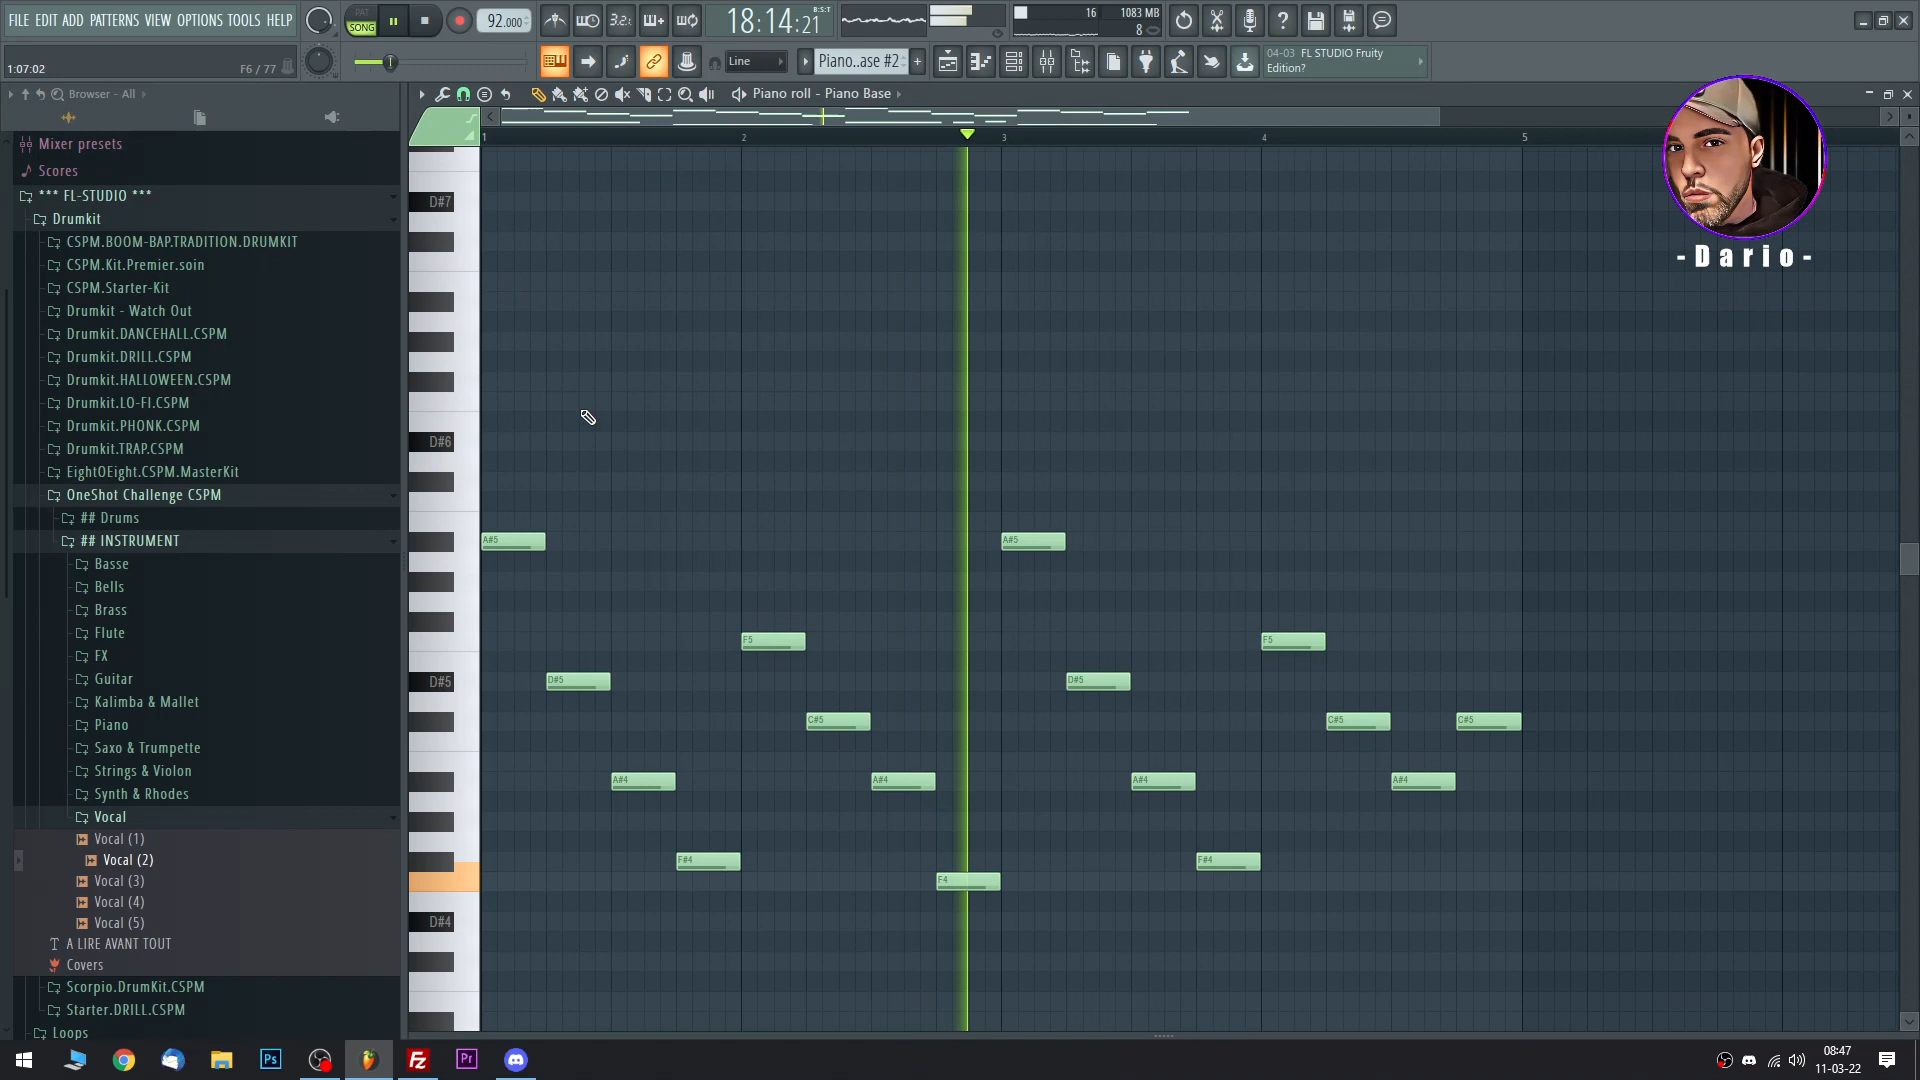 FILE EDIT ADD PATTERNS VIEW OPTIONS TOOLS HELP
PAT
SONG
92.000
3.2
18:14:21
B:S:T
16
1083 MB
8
1:07:02
F6 / 77
Line
Piano..ase #2
04-03 FL STUDIO Fruity
Edition?
Browser - All
Piano roll - Piano Base
Mixer presets
Scores
*** FL-STUDIO ***
Drumkit
CSPM.BOOM-BAP.TRADITION.DRUMKIT
CSPM.Kit.Premier.soin
CSPM.Starter-Kit
Drumkit - Watch Out
Drumkit.DANCEHALL.CSPM
Drumkit.DRILL.CSPM
Drumkit.HALLOWEEN.CSPM
Drumkit.LO-FI.CSPM
Drumkit.PHONK.CSPM
Drumkit.TRAP.CSPM
EightOEight.CSPM.MasterKit
OneShot Challenge CSPM
## Drums
## INSTRUMENT
Basse
Bells
Brass
Flute
FX
Guitar
Kalimba & Mallet
Piano
Saxo & Trumpette
Strings & Violon
Synth & Rhodes
Vocal
Vocal (1)
Vocal (2)
Vocal (3)
Vocal (4)
Vocal (5)
A LIRE AVANT TOUT
Covers
Scorpio.DrumKit.CSPM
Starter.DRILL.CSPM
Loops
1 2 3 4 5
D#7
D#6
D#5
D#4
A#5 A#5
F5 F5
D#5 D#5
C#5 C#5 C#5
A#4 A#4 A#4 A#4
F#4 F#4
F4
-Dario-
Ps
Fz
Pr
08:47
11-03-22